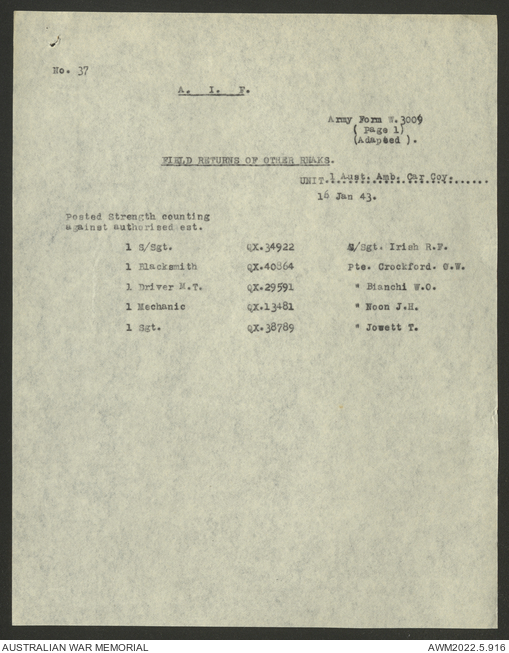 No. 37
A. I. F.
Army Form W.3009
( Page 1)
(Adapted ).
FIELD RETURNS OF OTHER RNAKS.
UNIT.1 Aust. Amb. Car Coy.......
16 Jan 43.
Posted Strength counting
against authorised est.
1 S/Sgt. QX.34922 S/Sgt. Irish R.F.
1 Blacksmith QX.40864 Pte. Crockford. C.W.
1 Driver M.T. QX.29591 " Bianchi W.O.
1 Mechanic QX.13481 " Noon J.H.
1 Sgt. QX.38789 " Jowett T.
AUSTRALIAN WAR MEMORIAL AWM2022.5.916